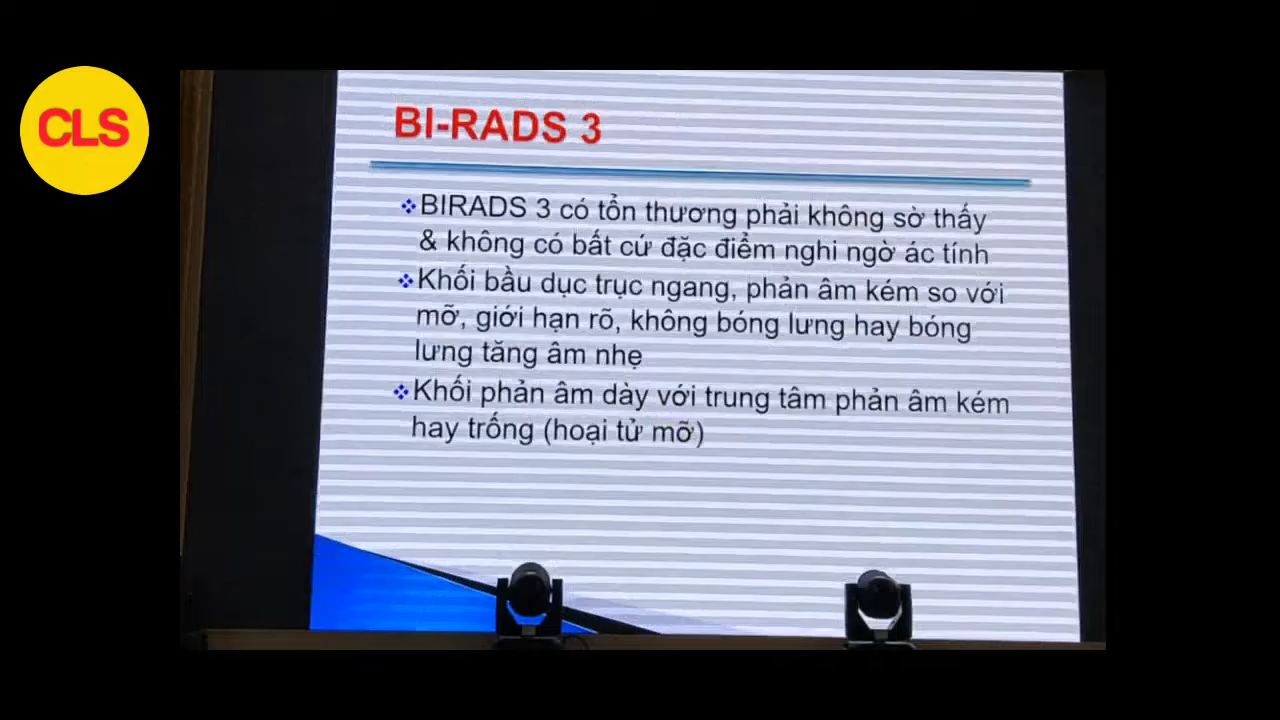 CLS
BI-RADS 3
BIRADS 3 có tổn thương phải không sờ thấy
& không có bất cứ đặc điểm nghi ngờ ác tính
Khối bầu dục trục ngang, phản âm kém so với
mỡ, giới hạn rõ, không bóng lưng hay bóng
lưng tăng âm nhẹ
Khối phản âm dày với trung tâm phản âm kém
hay trống (hoại tử mỡ)